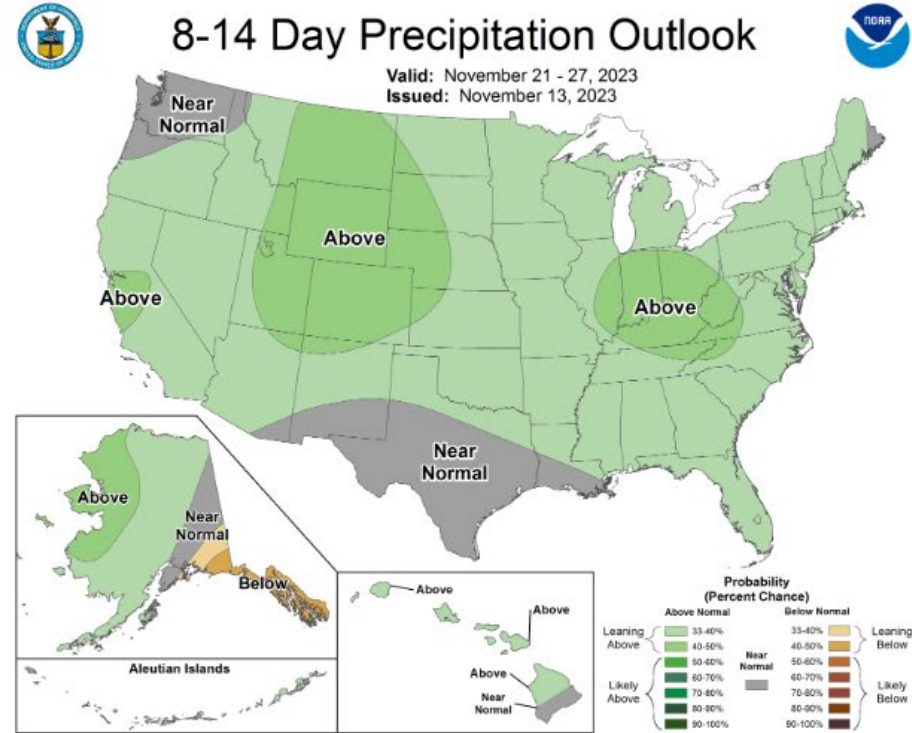 8-14 Day Precipitation Outlook
Valid: November 21 - 27, 2023
Issued: November 13, 2023
NOAA
Near
Normal
Above
Above
Above
Near
Normal
Above
Near
Normal
Below
Aleutian Islands
Above
Above
Above
Near
Normal
Probability
(Percent Chance)
Above Normal
Below Normal
Leaning
Above
33-40%
40-50%
Likely
Above
50-60%
60-70%
70-80%
80-90%
90-100%
Near
Normal
33-40%
40-50%
Leaning
Below
50-60%
60-70%
70-80%
80-90%
90-100%
Likely
Below